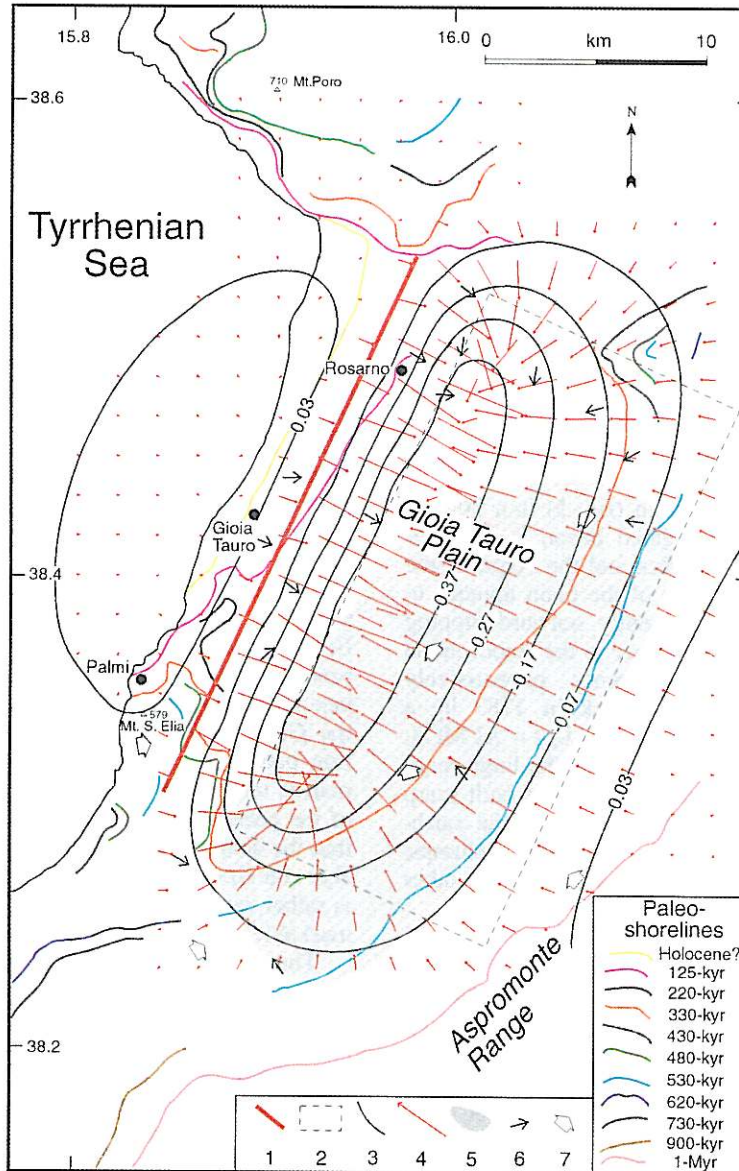 15.8
16.0
0 km 10
38.6
710 Mt.Poro
N
Tyrrhenian
Sea
0.03
Rosarno
Gioia
Tauro
38.4
Gioia Tauro
Plain
-0.37
-0.27
-0.17
-0.07
0.03
Palmi
579
Mt. S. Elia
38.2
Aspromonte
Range
Paleo-
shorelines
Holocene?
125-kyr
220-kyr
330-kyr
430-kyr
480-kyr
530-kyr
620-kyr
730-kyr
900-kyr
1-Myr
1 2 3 4 5 6 7